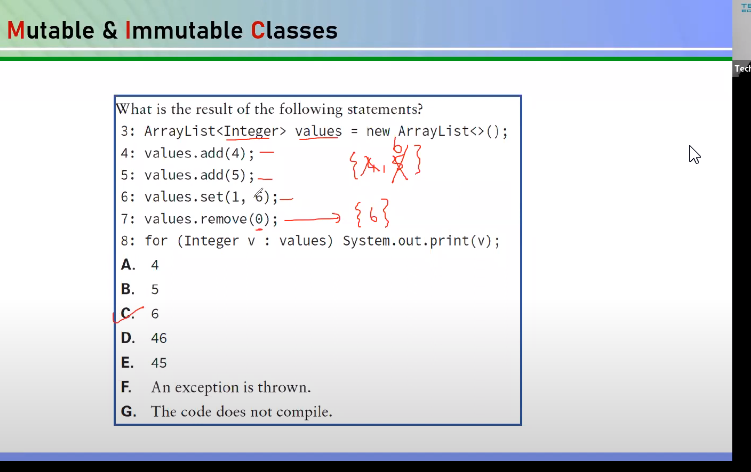 Mutable & Immutable Classes
TE
Tech
What is the result of the following statements?
3: ArrayList<Integer> values = new ArrayList<>();
4: values.add(4);
5: values.add(5);
6: values.set(1, 6);
7: values.remove(0);
8: for (Integer v : values) System.out.print(v);
6
{4, 5}
{6}
A. 4
B. 5
C. 6
D. 46
E. 45
F. An exception is thrown.
G. The code does not compile.